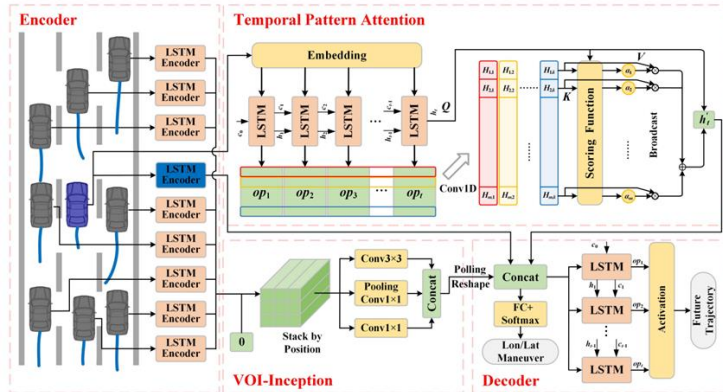 Encoder
LSTM
Encoder
LSTM
Encoder
LSTM
Encoder
LSTM
Encoder
LSTM
Encoder
LSTM
Encoder
LSTM
Encoder
LSTM
Encoder
LSTM
Encoder
Temporal Pattern Attention
Embedding
LSTM
LSTM
LSTM
LSTM
...
op1
op2
op3
...
opt
Conv1D
Q
K
V
Scoring Function
Broadcast
h't
0
Stack by
Position
Conv3×3
Pooling
Conv1×1
Conv1×1
Concat
VOI-Inception
Polling
Reshape
Concat
FC+
Softmax
Lon/Lat
Maneuver
LSTM
op1
LSTM
op2
LSTM
Activation
Future
Trajectory
Decoder